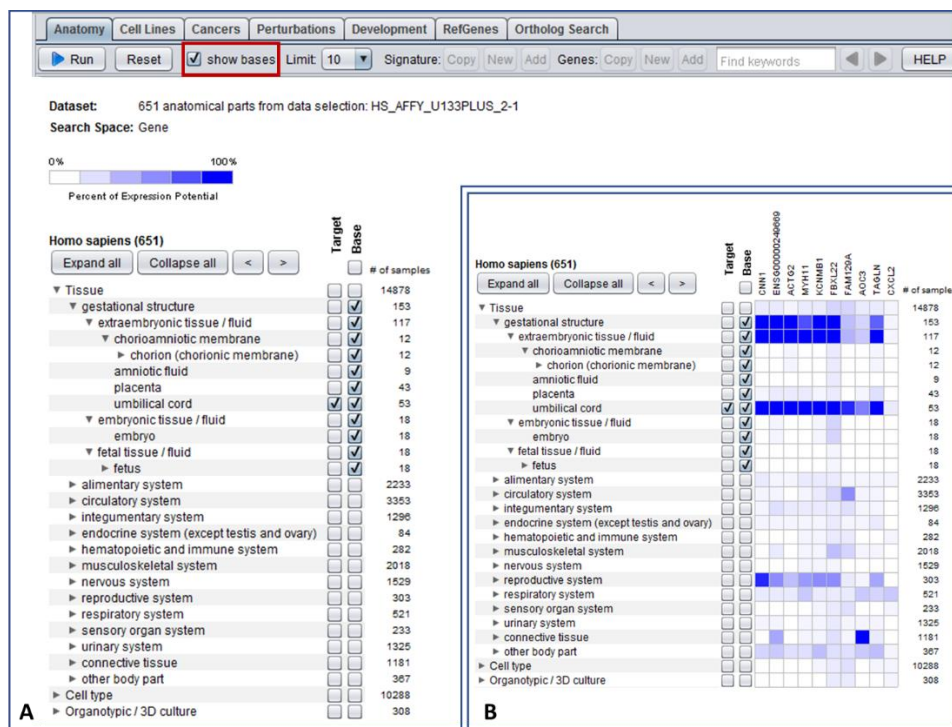 Anatomy Cell Lines Cancers Perturbations Development RefGenes Ortholog Search
Run Reset show bases Limit: 10 Signature: Copy New Add Genes: Copy New Add Find keywords HELP
Dataset: 651 anatomical parts from data selection: HS_AFFY_U133PLUS_2-1
Search Space: Gene
0% 100%
Percent of Expression Potential
Homo sapiens (651)
Target
Base
Expand all Collapse all < > # of samples
Tissue 14878
gestational structure 153
extraembryonic tissue / fluid 117
chorioamniotic membrane 12
chorion (chorionic membrane) 12
amniotic fluid 9
placenta 43
umbilical cord 53
embryonic tissue / fluid 18
embryo 18
fetal tissue / fluid 18
fetus 18
alimentary system 2233
circulatory system 3353
integumentary system 1296
endocrine system (except testis and ovary) 84
hematopoietic and immune system 282
musculoskeletal system 2018
nervous system 1529
reproductive system 303
respiratory system 521
sensory organ system 233
urinary system 1325
connective tissue 1181
other body part 367
Cell type 10288
Organotypic / 3D culture 308
A
Homo sapiens (651)
Target
Base
CNN1
ENSG00000249669
ACTG2
MYH11
KCNMB1
FBXL22
FAM129A
AOC3
TAGLN
CXCL2
Expand all Collapse all < > # of samples
Tissue 14878
gestational structure 153
extraembryonic tissue / fluid 117
chorioamniotic membrane 12
chorion (chorionic membrane) 12
amniotic fluid 9
placenta 43
umbilical cord 53
embryonic tissue / fluid 18
embryo 18
fetal tissue / fluid 18
fetus 18
alimentary system 2233
circulatory system 3353
integumentary system 1296
endocrine system (except testis and ovary) 84
hematopoietic and immune system 282
musculoskeletal system 2018
nervous system 1529
reproductive system 303
respiratory system 521
sensory organ system 233
urinary system 1325
connective tissue 1181
other body part 367
Cell type 10288
Organotypic / 3D culture 308
B